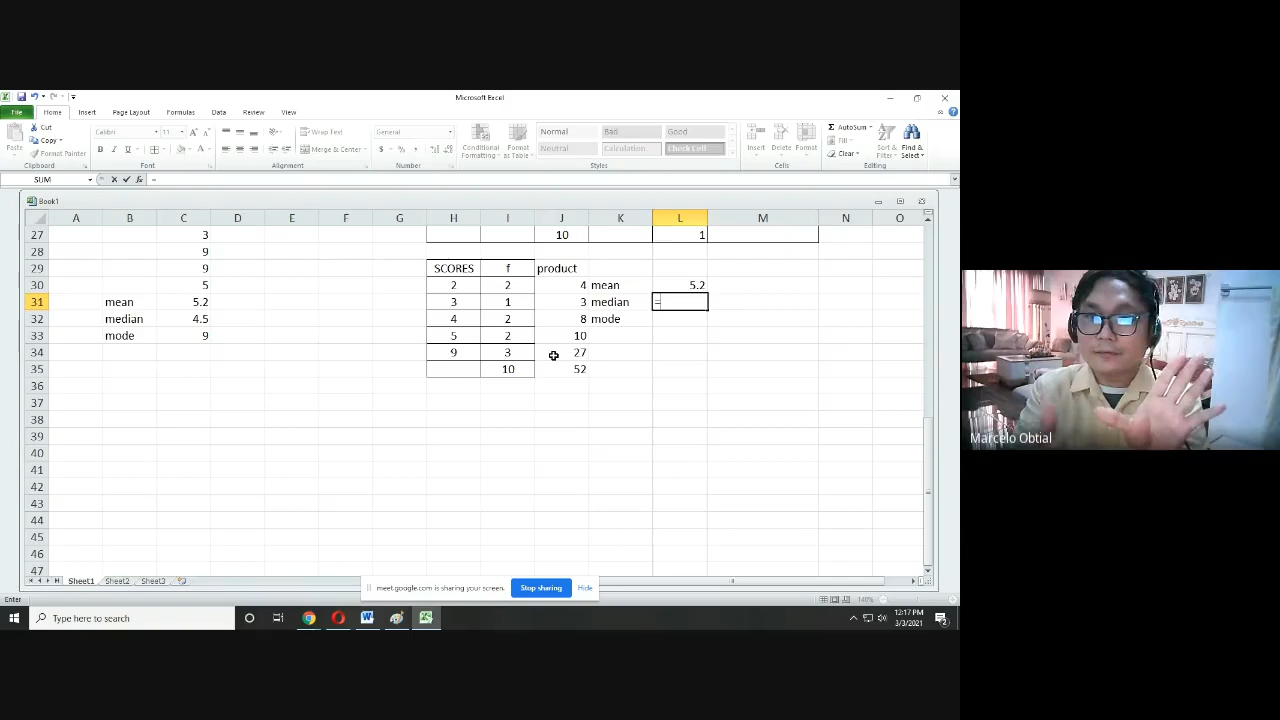 Microsoft Excel
File Home Insert Page Layout Formulas Data Review View
Paste Cut Copy Format Painter
Clipboard
Calibri 11
Font
Wrap Text
Merge & Center
Alignment
General
Number
Conditional Formatting Format as Table
Normal Bad Good
Neutral Calculation Check Cell
Styles
Insert Delete Format
Cells
AutoSum
Fill
Clear
Sort & Filter Find & Select
Editing
SUM =
Book1
A B C D E F G H I J K L M N O
27 3 10 1
28 9
29 9 SCORES f product
30 5 2 2 4 mean 5.2
31 mean 5.2 3 1 3 median =
32 median 4.5 4 2 8 mode
33 mode 9 5 2 10
34 9 3 27
35 10 52
36
37
38
39
40
41
42
43
44
45
46
47
Sheet1 Sheet2 Sheet3
meet.google.com is sharing your screen. Stop sharing Hide
Enter 140%
Type here to search
12:17 PM
3/3/2021
2
Marcelo Obtial